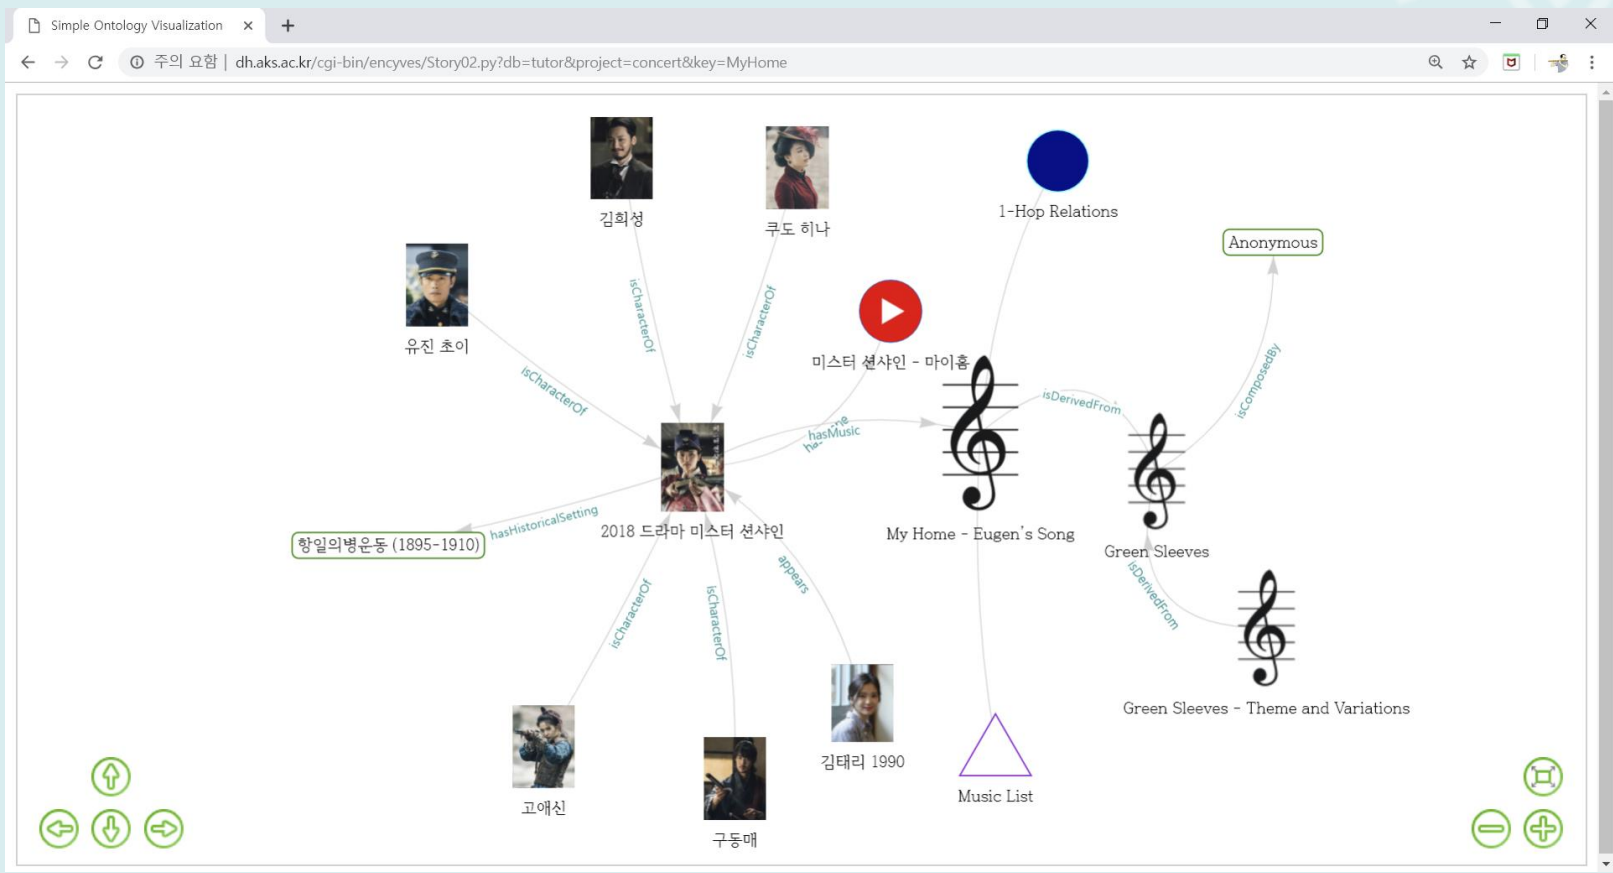 Simple Ontology Visualization
주의 요함 | dh.aks.ac.kr/cgi-bin/encyves/Story02.py?db=tutor&project=concert&key=MyHome
김희성
쿠도 히나
1-Hop Relations
Anonymous
유진 초이
isCharacterOf
isCharacterOf
isCharacterOf
미스터 션샤인 - 마이홈
isDerivedFrom
isComposedBy
hasMusic
2018 드라마 미스터 션샤인
My Home - Eugen's Song
Green Sleeves
hasHistoricalSetting
항일의병운동 (1895-1910)
appears
isCharacterOf
isCharacterOf
isDerivedFrom
Green Sleeves - Theme and Variations
김태리 1990
Music List
고애신
구동매